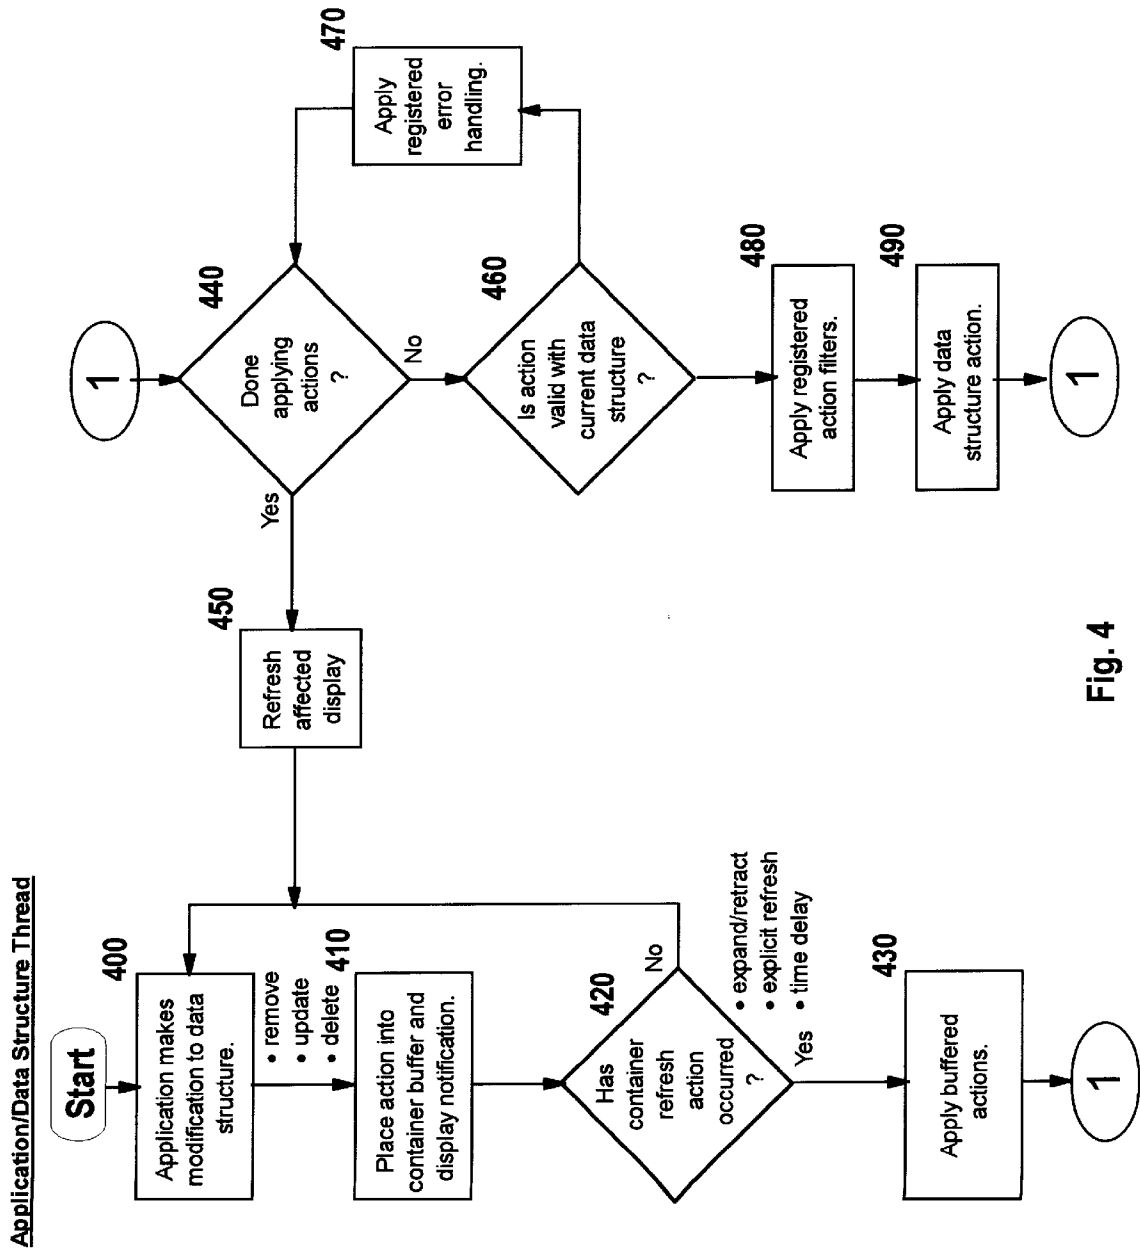 Application/Data Structure Thread
Start
400
Application makes
modification to data
structure.
• remove
• update
• delete
410
Place action into
container buffer and
display notification.
420
Has
container
refresh
action
occurred
?
No
Yes
• expand/retract
• explicit refresh
• time delay
430
Apply buffered
actions.
1
1
440
Done
applying
actions
?
Yes
No
450
Refresh
affected
display
460
Is action
valid with
current data
structure
?
470
Apply
registered
error
handling.
480
Apply registered
action filters.
490
Apply data
structure action.
1
Fig. 4